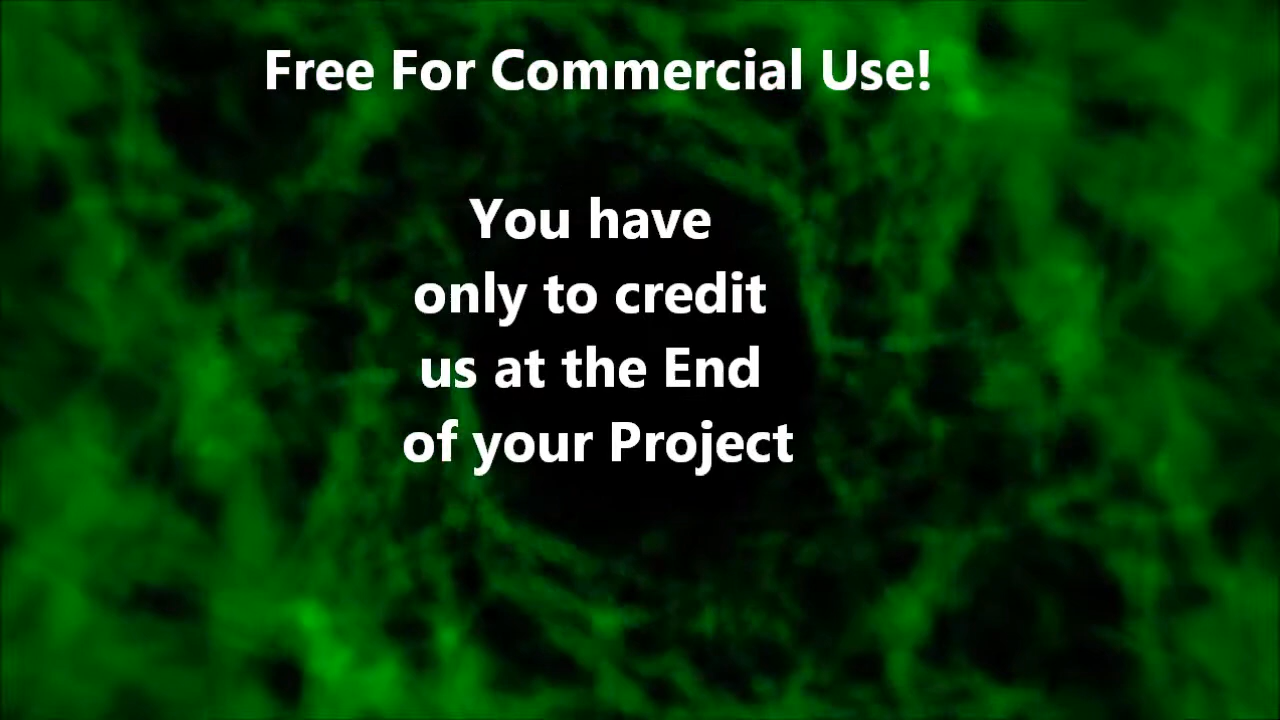 Free For Commercial Use!
You have
only to credit
us at the End
of your Project